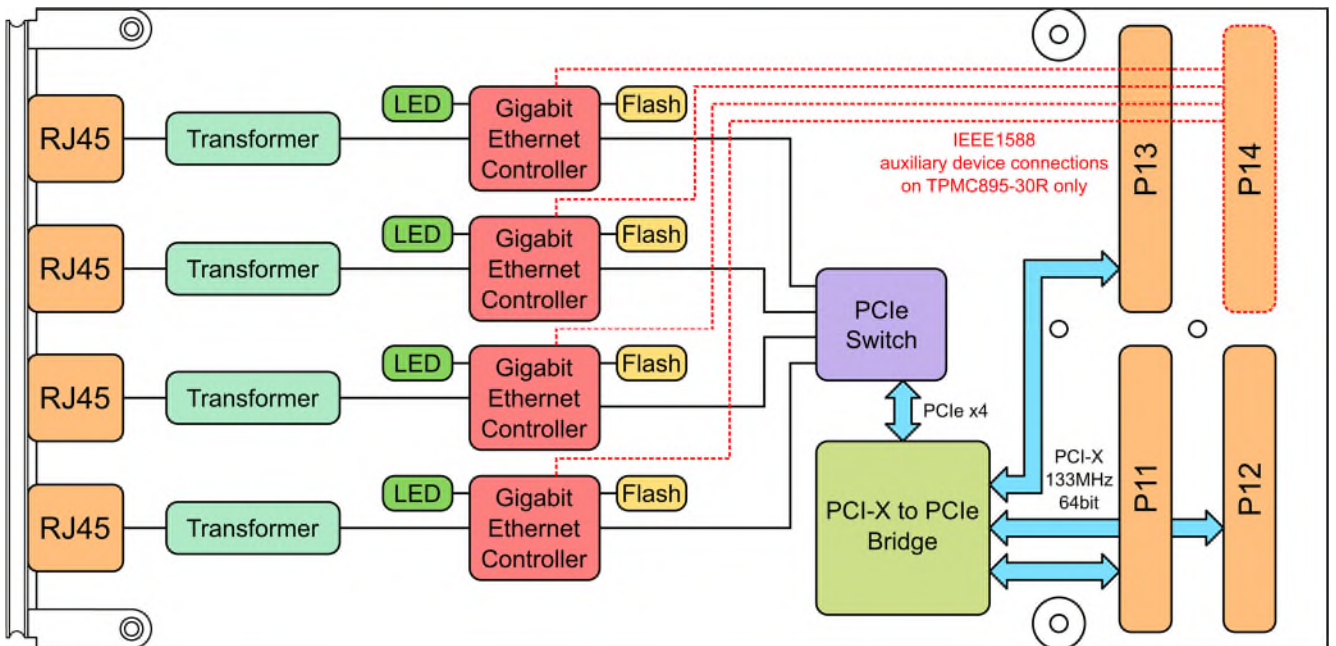 LED
Gigabit
Ethernet
Controller
Flash
RJ45
Transformer
IEEE1588
auxiliary device connections
on TPMC895-30R only
P13
P14
LED
Gigabit
Ethernet
Controller
Flash
RJ45
Transformer
PCIe
Switch
LED
Gigabit
Ethernet
Controller
Flash
RJ45
Transformer
PCIe x4
LED
Gigabit
Ethernet
Controller
Flash
RJ45
Transformer
PCI-X to PCIe
Bridge
PCI-X
133MHz
64bit
P11
P12